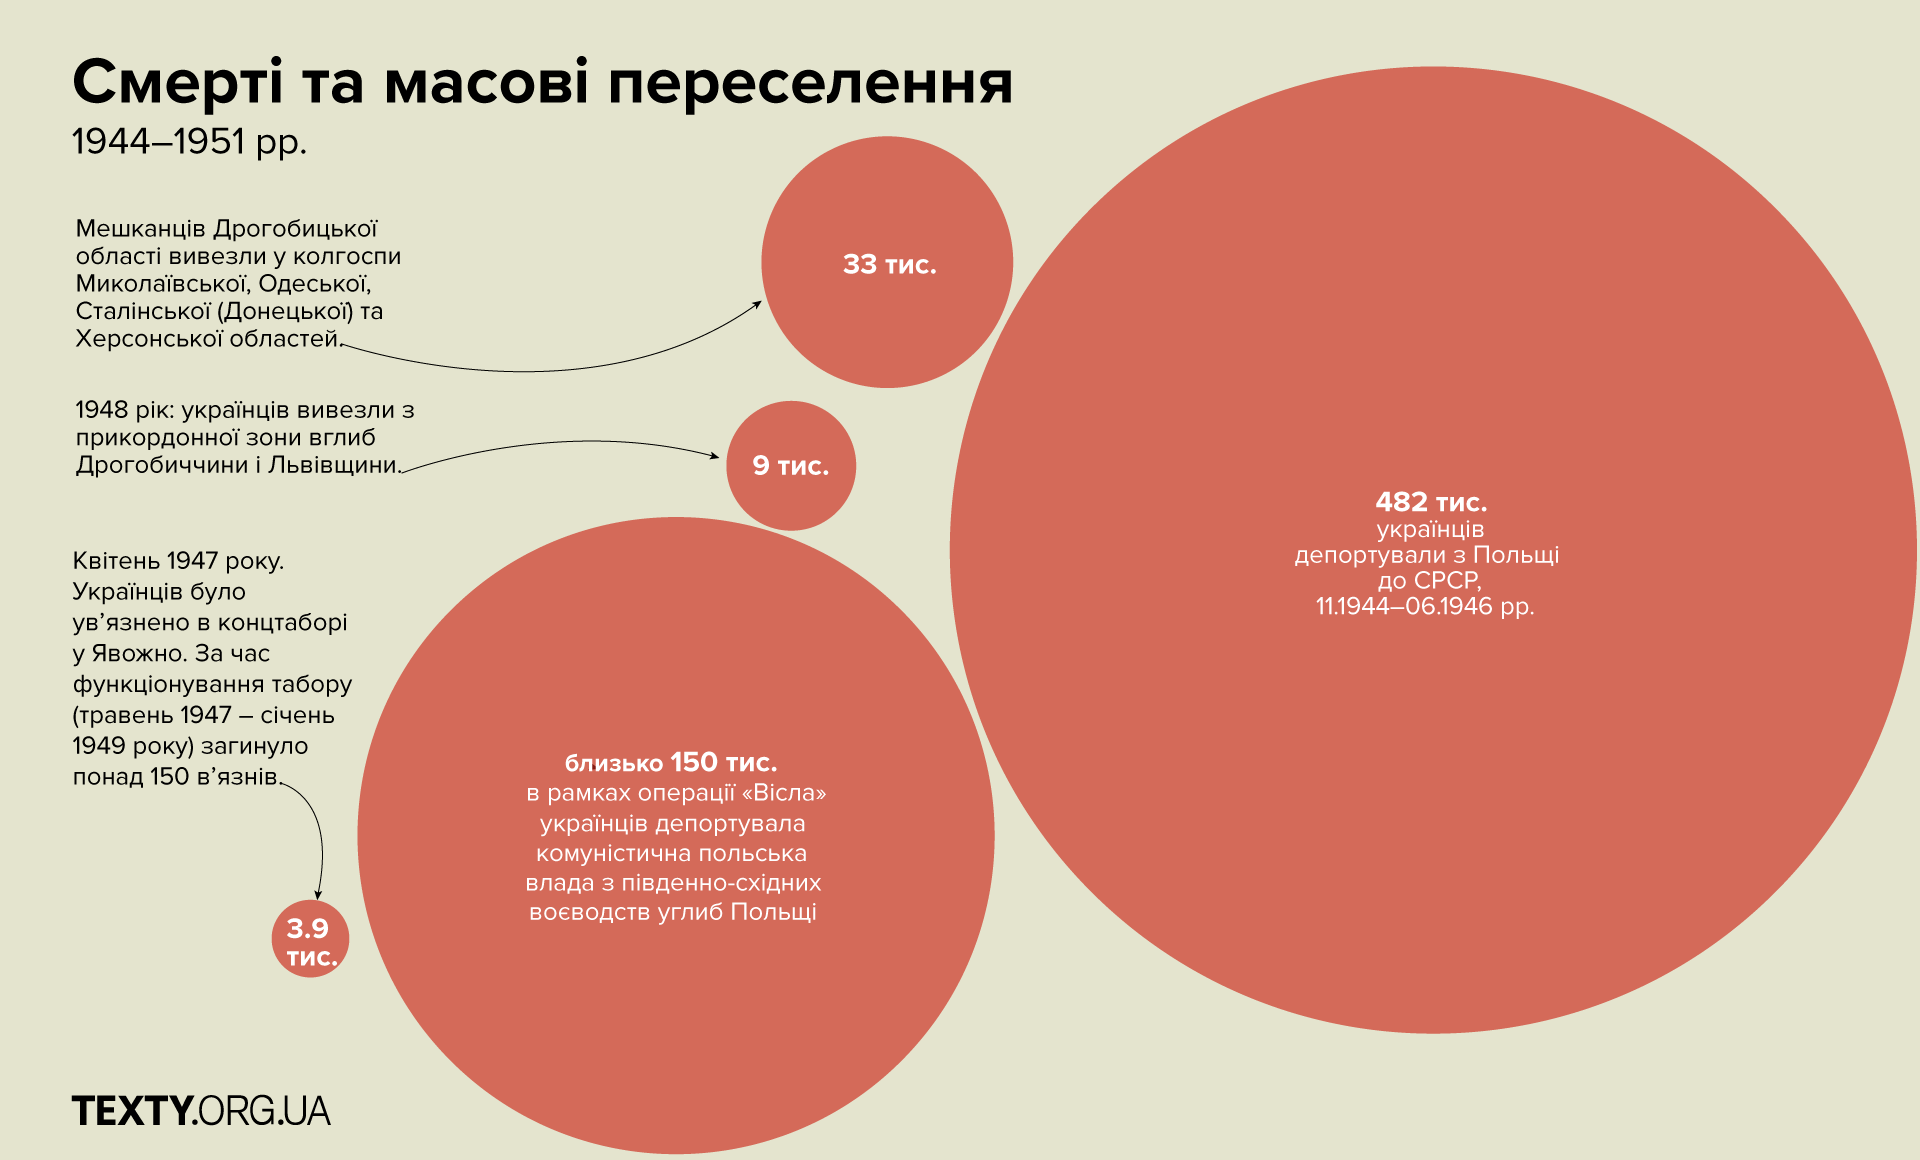 Смерті та масові переселення
1944–1951 рр.
Мешканців Дрогобицької
області вивезли у колгоспи
Миколаївської, Одеської,
Сталінської (Донецької) та
Херсонської областей.
33 тис.
1948 рік: українців вивезли з
прикордонної зони вглиб
Дрогобиччини і Львівщини.
9 тис.
482 тис.
українців
депортували з Польщі
до СРСР,
11.1944–06.1946 рр.
Квітень 1947 року.
Українців було
ув’язнено в концтаборі
у Явожно. За час
функціонування табору
(травень 1947 – січень
1949 року) загинуло
понад 150 в’язнів.
3.9
тис.
близько 150 тис.
в рамках операції «Вісла»
українців депортувала
комуністична польська
влада з південно-східних
воєводств углиб Польщі
TEXTY.ORG.UA